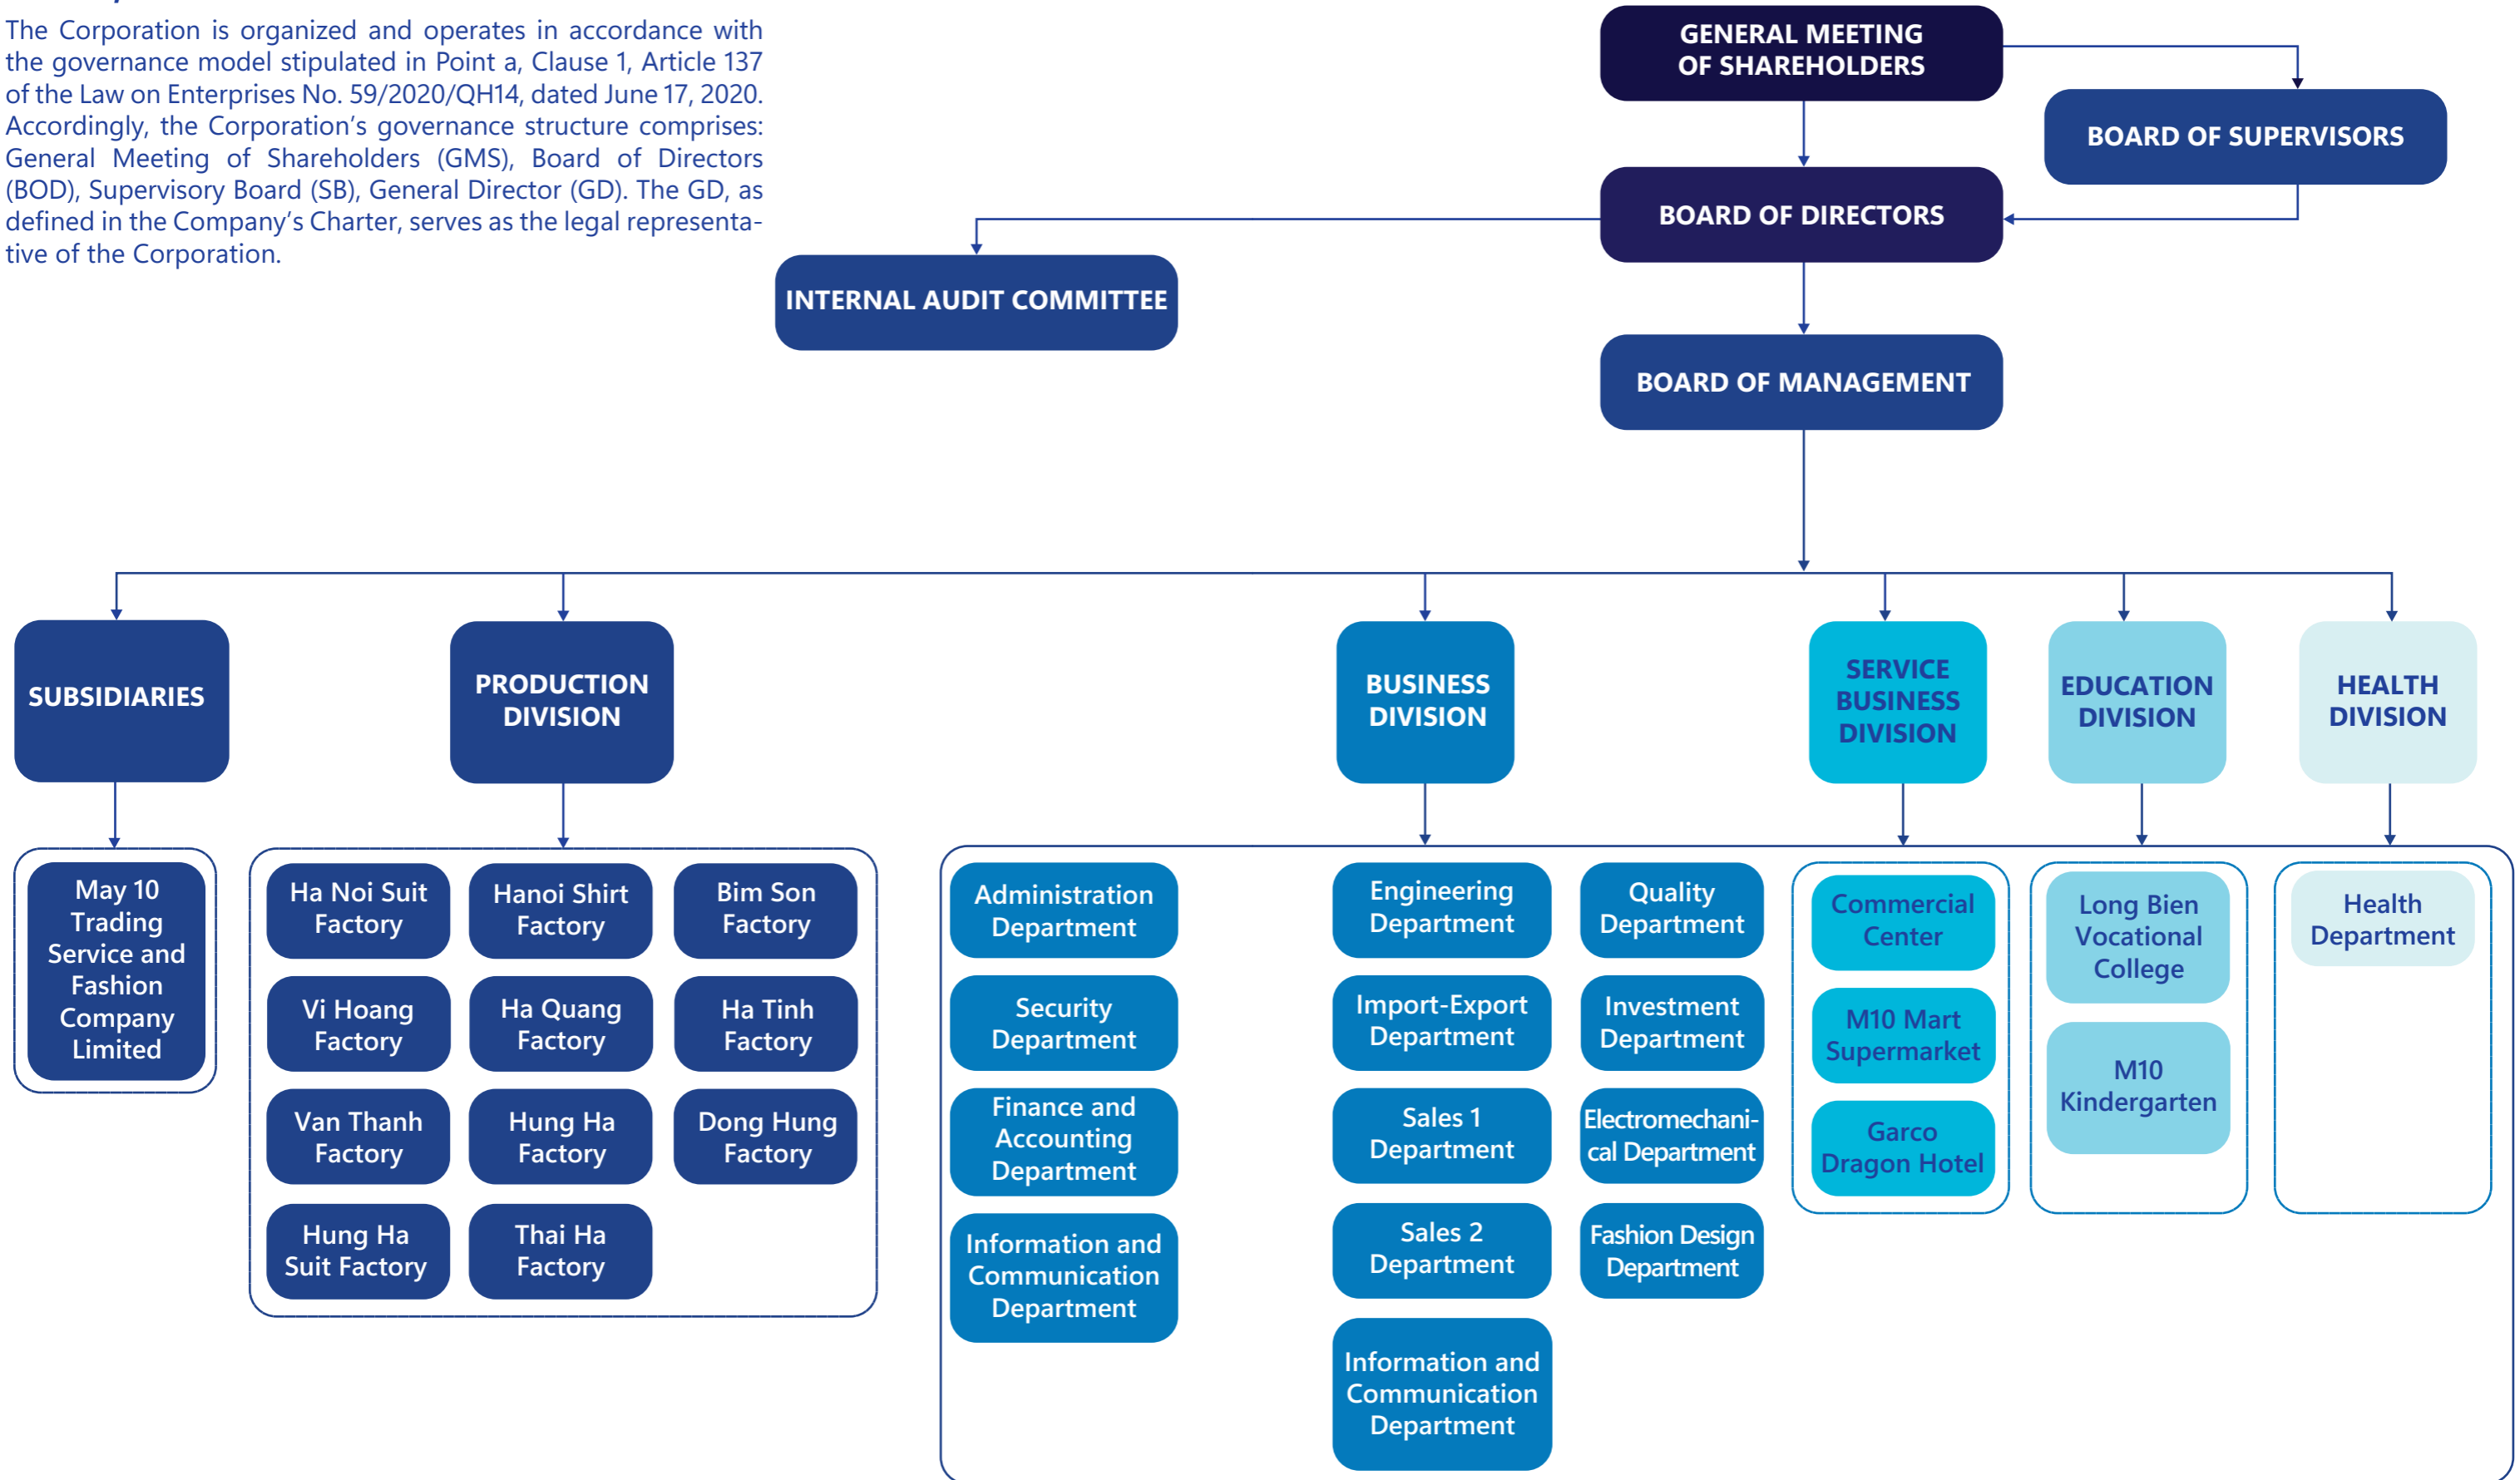 The Corporation is organized and operates in accordance with
the governance model stipulated in Point a, Clause 1, Article 137
of the Law on Enterprises No. 59/2020/QH14, dated June 17, 2020.
Accordingly, the Corporation’s governance structure comprises:
General Meeting of Shareholders (GMS), Board of Directors
(BOD), Supervisory Board (SB), General Director (GD). The GD, as
defined in the Company’s Charter, serves as the legal representa-
tive of the Corporation.
GENERAL MEETING
OF SHAREHOLDERS
BOARD OF SUPERVISORS
BOARD OF DIRECTORS
INTERNAL AUDIT COMMITTEE
BOARD OF MANAGEMENT
SUBSIDIARIES
PRODUCTION
DIVISION
BUSINESS
DIVISION
SERVICE
BUSINESS
DIVISION
EDUCATION
DIVISION
HEALTH
DIVISION
May 10
Trading
Service and
Fashion
Company
Limited
Ha Noi Suit
Factory
Hanoi Shirt
Factory
Bim Son
Factory
Vi Hoang
Factory
Ha Quang
Factory
Ha Tinh
Factory
Van Thanh
Factory
Hung Ha
Factory
Dong Hung
Factory
Hung Ha
Suit Factory
Thai Ha
Factory
Administration
Department
Security
Department
Finance and
Accounting
Department
Information and
Communication
Department
Engineering
Department
Import-Export
Department
Sales 1
Department
Sales 2
Department
Information and
Communication
Department
Quality
Department
Investment
Department
Electromechani-
cal Department
Fashion Design
Department
Commercial
Center
M10 Mart
Supermarket
Garco
Dragon Hotel
Long Bien
Vocational
College
M10
Kindergarten
Health
Department